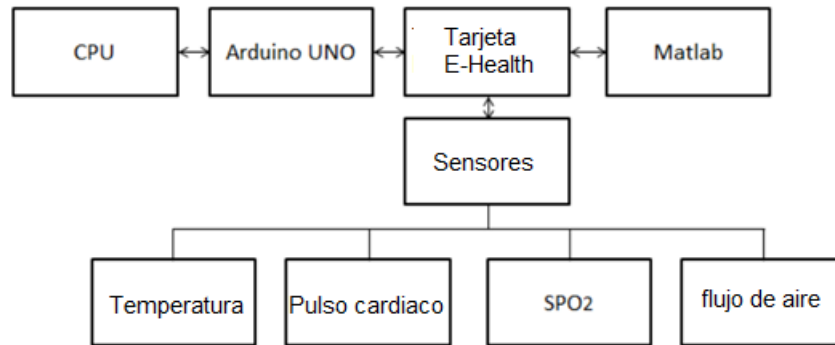 CPU
Arduino UNO
Tarjeta
E-Health
Matlab
Sensores
Temperatura
Pulso cardiaco
SPO2
flujo de aire